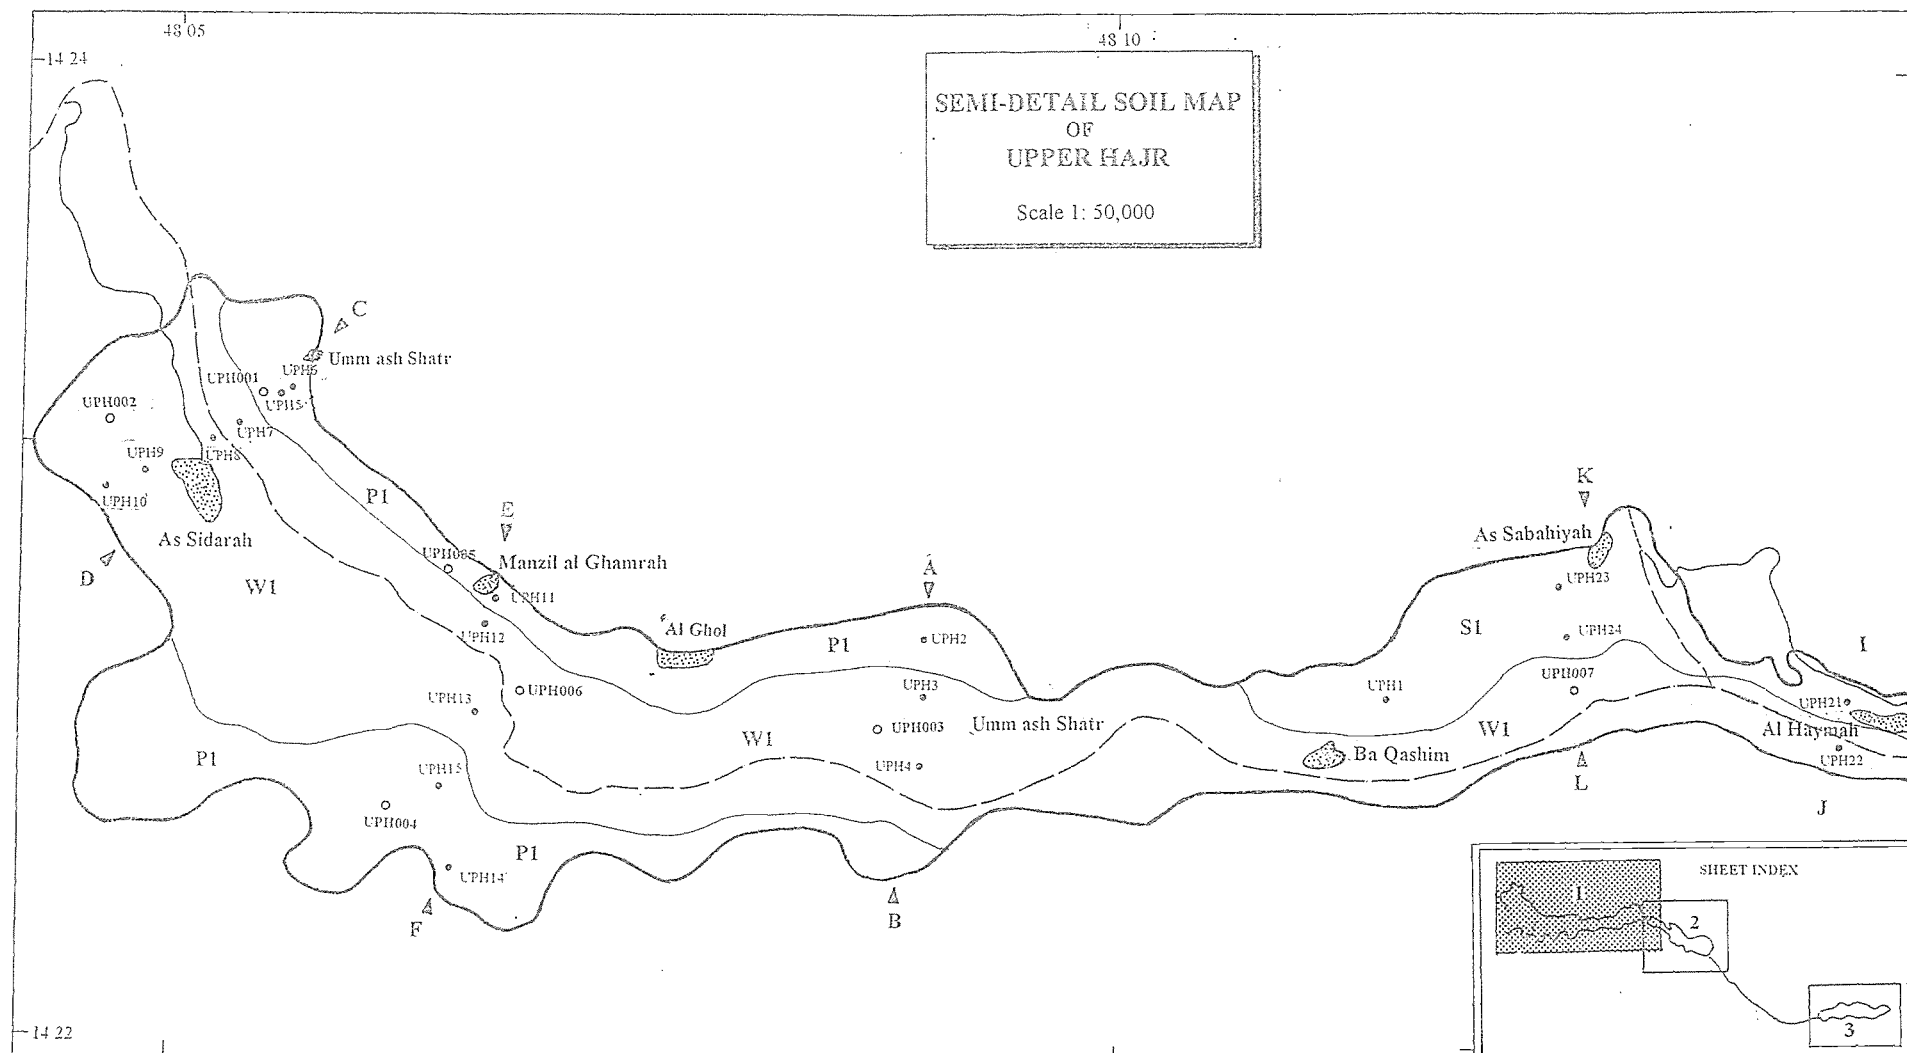 48 05
48 10
14 24
SEMI-DETAIL SOIL MAP
OF
UPPER HAJR
Scale 1: 50,000
C
Umm ash Shatr
UPH6
UPH001
UPH5
UPH002
UPH7
UPH8
UPH9
UPH10
P1
E
K
As Sidarah
As Sabahiyah
UPH005
Manzil al Ghamrah
D
W1
A
UPH23
UPH11
UPH12
Al Ghol
P1
UPH2
S1
UPH24
I
UPH13
UPH006
UPH3
UPH1
UPH007
UPH21
W1
UPH003
Umm ash Shatr
W1
Al Haymah
P1
UPH15
UPH4
Ba Qashim
UPH22
L
UPH004
J
P1
UPH14
SHEET INDEX
F
B
1
2
14 22
3